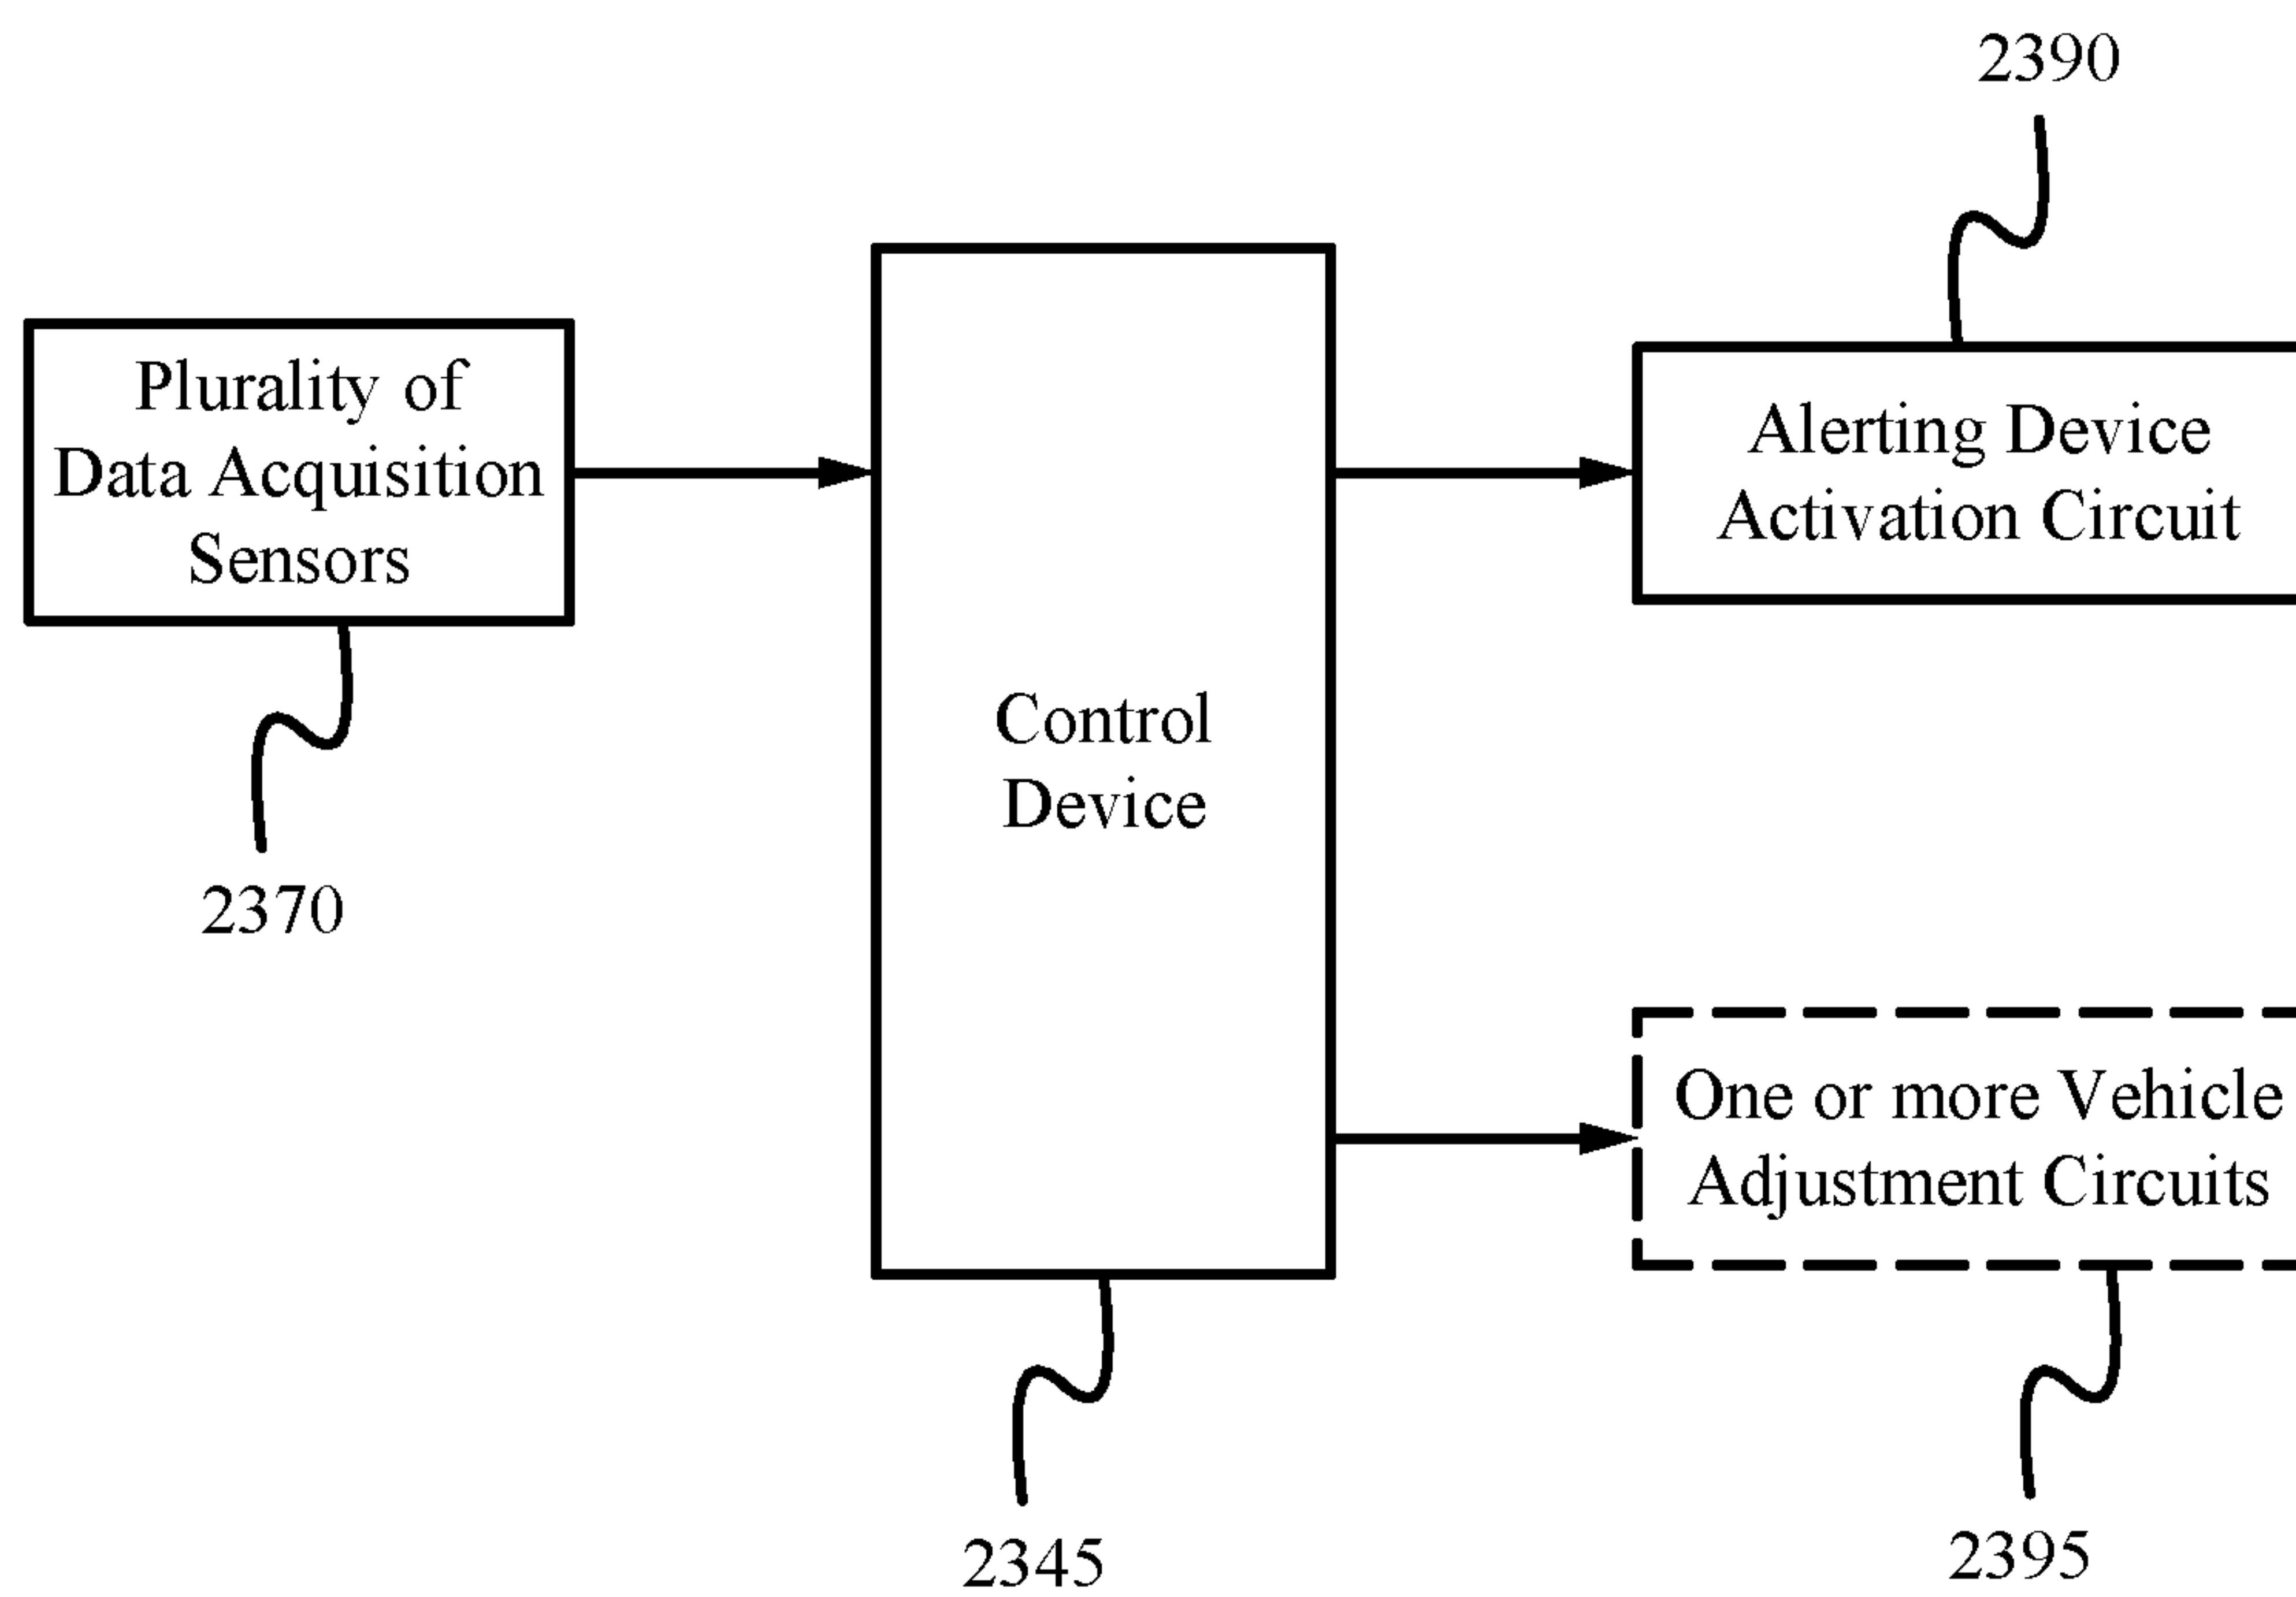 2390
Plurality of
Data Acquisition
Sensors
2370
Control
Device
2345
Alerting Device
Activation Circuit
One or more Vehicle
Adjustment Circuits
2395